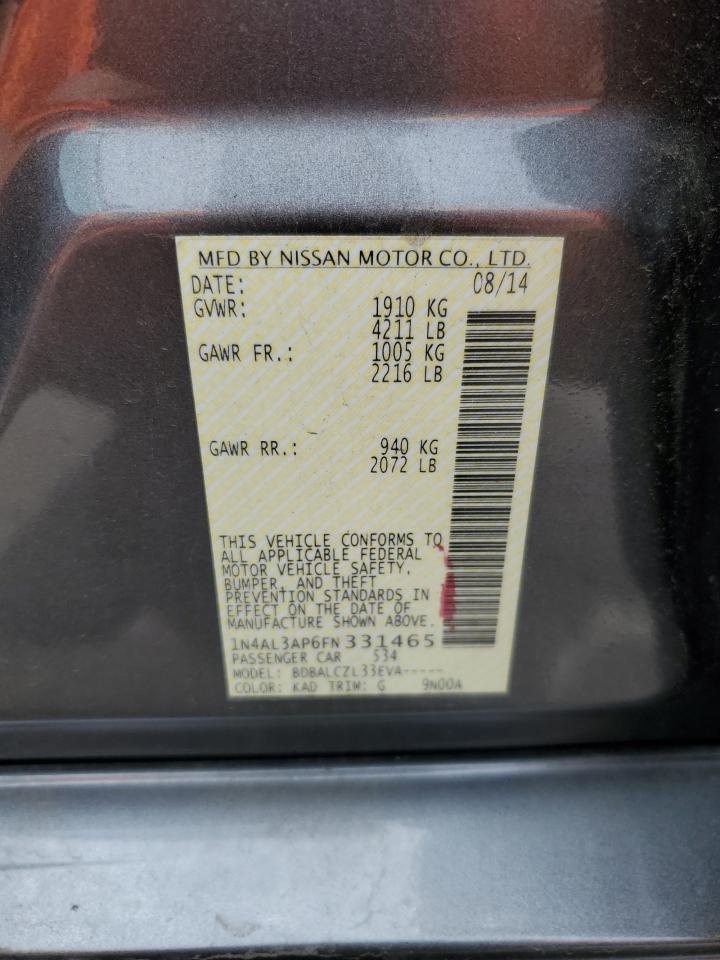 MFD BY NISSAN MOTOR CO., LTD.
DATE: 08/14
GVWR: 1910 KG
4211 LB
GAWR FR.: 1005 KG
2216 LB
GAWR RR.: 940 KG
2072 LB
THIS VEHICLE CONFORMS TO
ALL APPLICABLE FEDERAL
MOTOR VEHICLE SAFETY,
BUMPER, AND THEFT
PREVENTION STANDARDS IN
EFFECT ON THE DATE OF
MANUFACTURE SHOWN ABOVE.
1N4AL3AP6FN 331465
PASSENGER CAR 534
MODEL: BDBALCZL33EVA-----
COLOR: KAD TRIM: G 9N00A